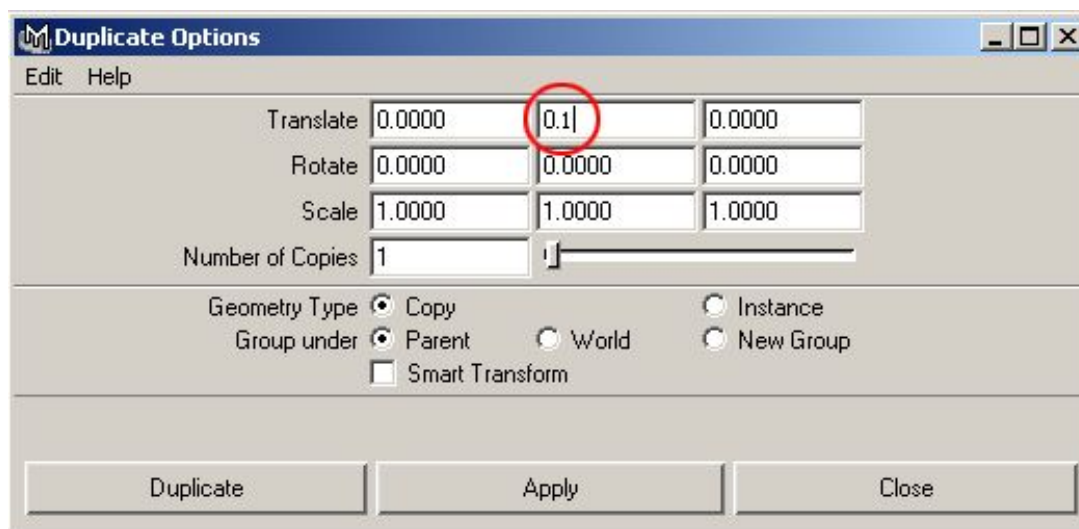 Duplicate Options
Edit Help
Translate 0.0000 0.1 0.0000
Rotate 0.0000 0.0000 0.0000
Scale 1.0000 1.0000 1.0000
Number of Copies 1
Geometry Type Copy Instance
Group under Parent World New Group
Smart Transform
Duplicate Apply Close